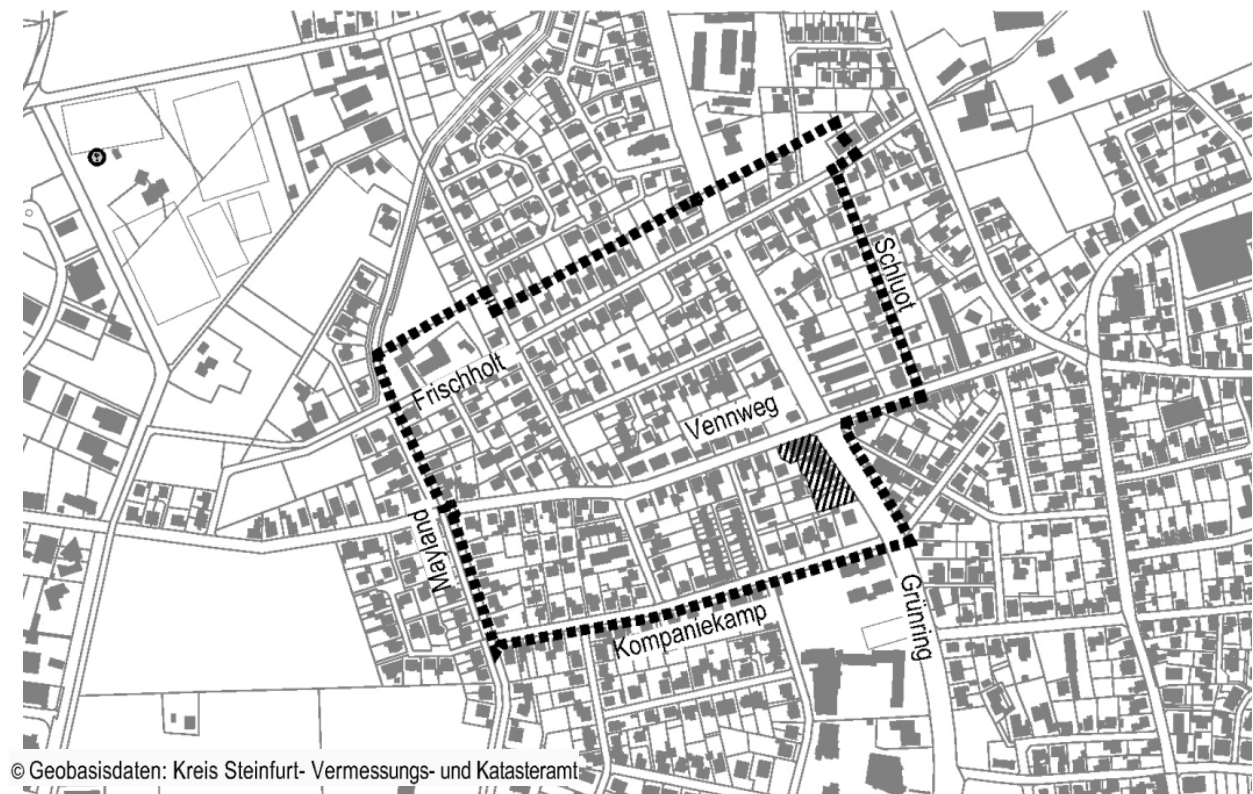 Schluot
Frischholt
Vennweg
Mayland
Grünring
Kompaniekamp
© Geobasisdaten: Kreis Steinfurt- Vermessungs- und Katasteramt